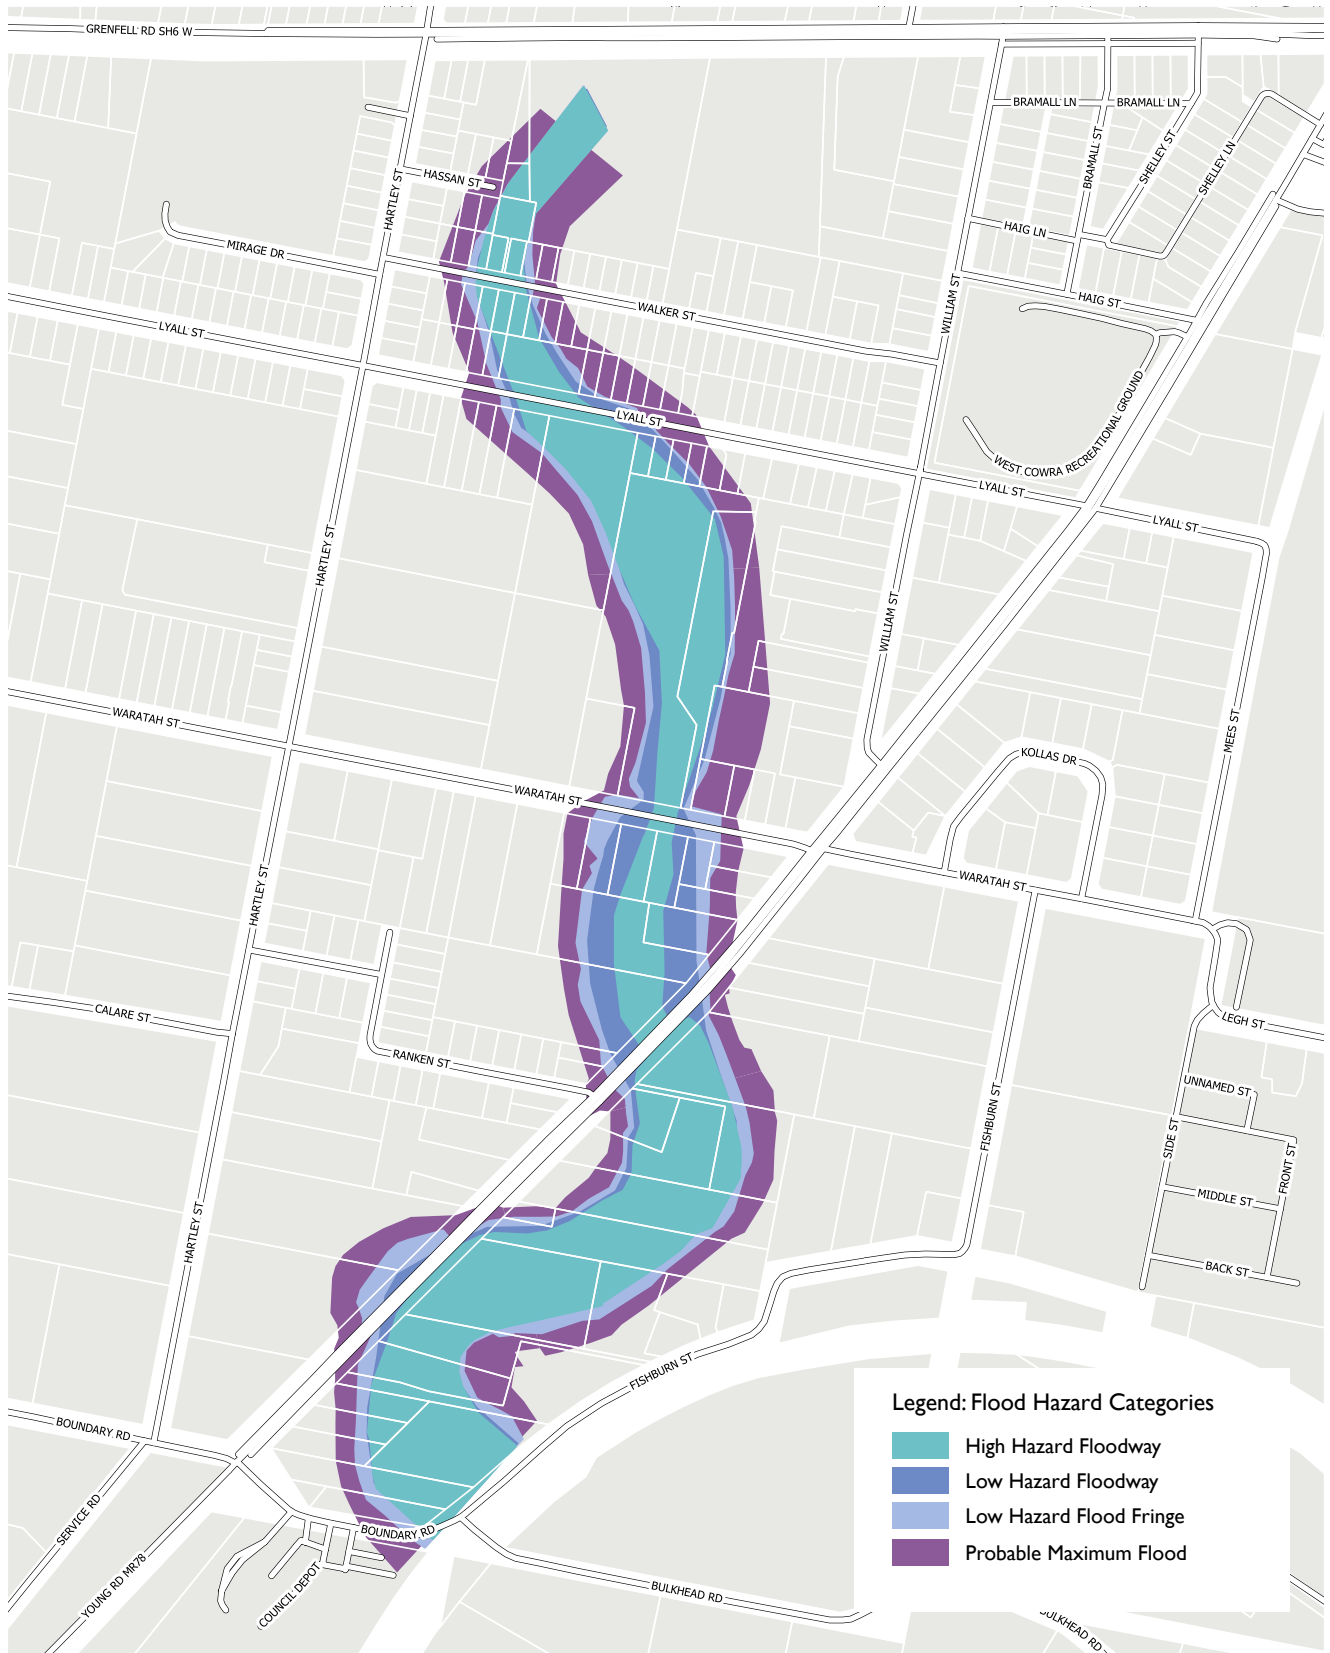 GRENFELL RD SH6 W
BRAMALL LN
BRAMALL LN
BRAMALL ST
SHELLEY ST
SHELLEY LN
HASSAN ST
HARTLEY ST
HAIG LN
MIRAGE DR
WALKER ST
WILLIAM ST
HAIG ST
LYALL ST
LYALL ST
WEST COWRA RECREATIONAL GROUND
LYALL ST
LYALL ST
HARTLEY ST
WILLIAM ST
WARATAH ST
MEES ST
KOLLAS DR
WARATAH ST
WARATAH ST
HARTLEY ST
CALARE ST
LEGH ST
RANKEN ST
UNNAMED ST
FISHBURN ST
SIDE ST
FRONT ST
MIDDLE ST
HARTLEY ST
BACK ST
FISHBURN ST
BOUNDARY RD
SERVICE RD
BOUNDARY RD
YOUNG RD MR78
COUNCIL DEPOT
BULKHEAD RD
BULKHEAD RD
Legend: Flood Hazard Categories
High Hazard Floodway
Low Hazard Floodway
Low Hazard Flood Fringe
Probable Maximum Flood